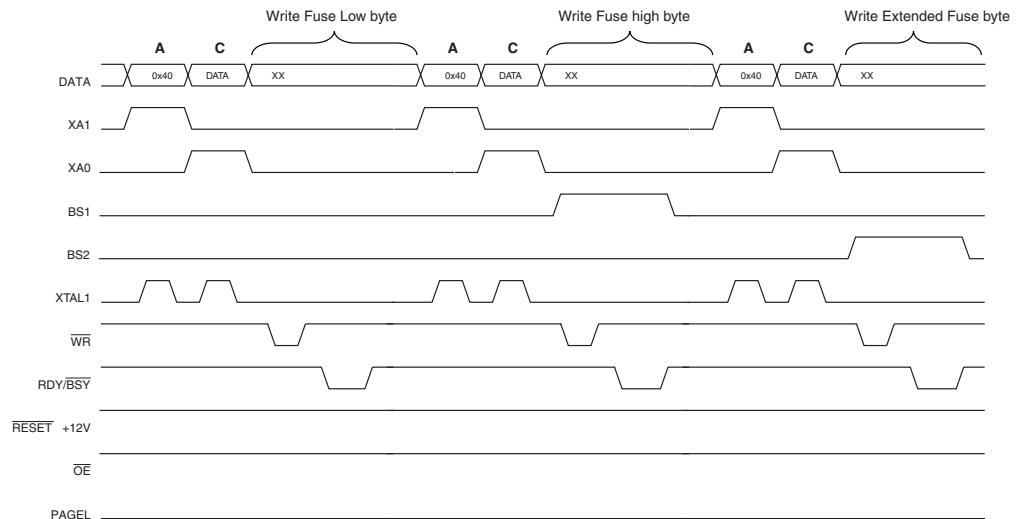 Write Fuse Low byte Write Fuse high byte Write Extended Fuse byte
A C A C A C
DATA 0x40 DATA XX 0x40 DATA XX 0x40 DATA XX
XA1
XA0
BS1
BS2
XTAL1
WR
RDY/BSY
RESET +12V
OE
PAGEL